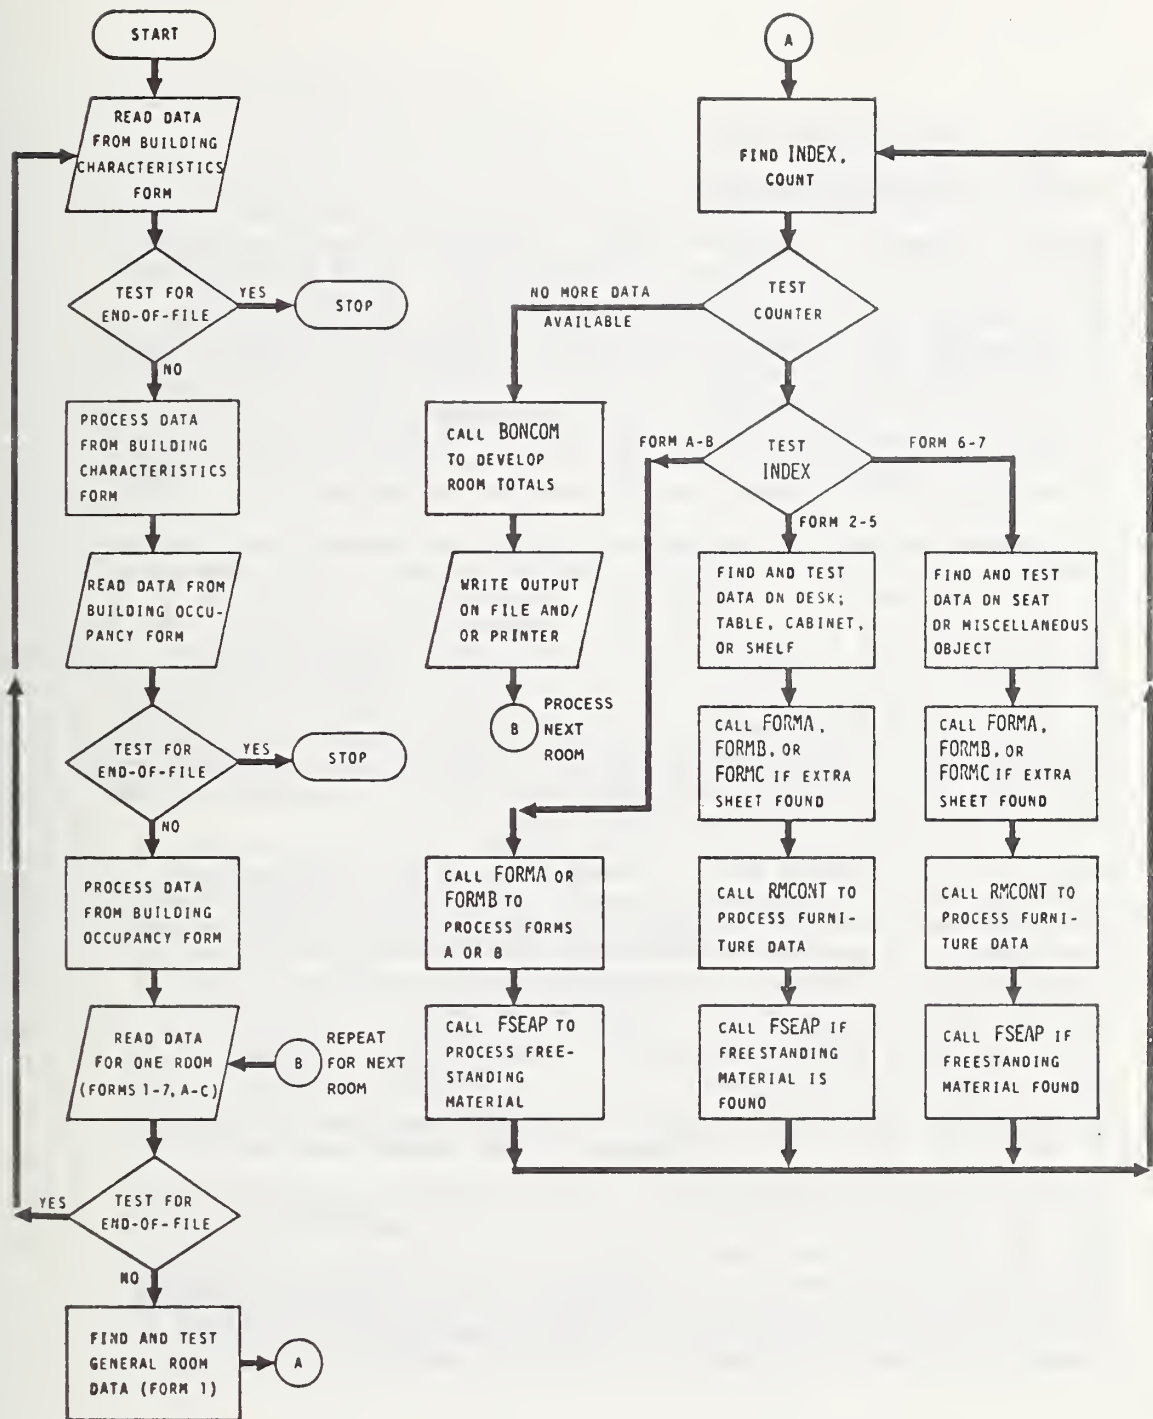 START
READ DATA
FROM BUILDING
CHARACTERISTICS
FORM
TEST FOR
END-OF-FILE
YES
STOP
NO
PROCESS DATA
FROM BUILDING
CHARACTERISTICS
FORM
READ DATA FROM
BUILDING OCCU-
PANCY FORM
TEST FOR
END-OF-FILE
YES
STOP
NO
PROCESS DATA
FROM BUILDING
OCCUPANCY FORM
READ DATA
FOR ONE ROOM
(FORMS 1-7, A-C)
B
REPEAT
FOR NEXT
ROOM
TEST FOR
END-OF-FILE
YES
NO
FIND AND TEST
GENERAL ROOM
DATA (FORM 1)
A
A
FIND INDEX,
COUNT
TEST
COUNTER
NO MORE DATA
AVAILABLE
CALL BONCOM
TO DEVELOP
ROOM TOTALS
WRITE OUTPUT
ON FILE AND/
OR PRINTER
B
PROCESS
NEXT
ROOM
TEST
INDEX
FORM A-B
FORM 6-7
FORM 2-5
CALL FORMA OR
FORMB TO
PROCESS FORMS
A OR B
CALL FSEAP TO
PROCESS FREE-
STANDING
MATERIAL
FIND AND TEST
DATA ON DESK;
TABLE, CABINET,
OR SHELF
CALL FORMA,
FORMB, OR
FORMC IF EXTRA
SHEET FOUND
CALL RMCONT TO
PROCESS FURNI-
TURE DATA
CALL FSEAP IF
FREESTANDING
MATERIAL IS
FOUND
FIND AND TEST
DATA ON SEAT
OR MISCELLANEOUS
OBJECT
CALL FORMA,
FORMB, OR
FORMC IF EXTRA
SHEET FOUND
CALL RMCONT TO
PROCESS FURNI-
TURE DATA
CALL FSEAP IF
FREESTANDING
MATERIAL FOUND